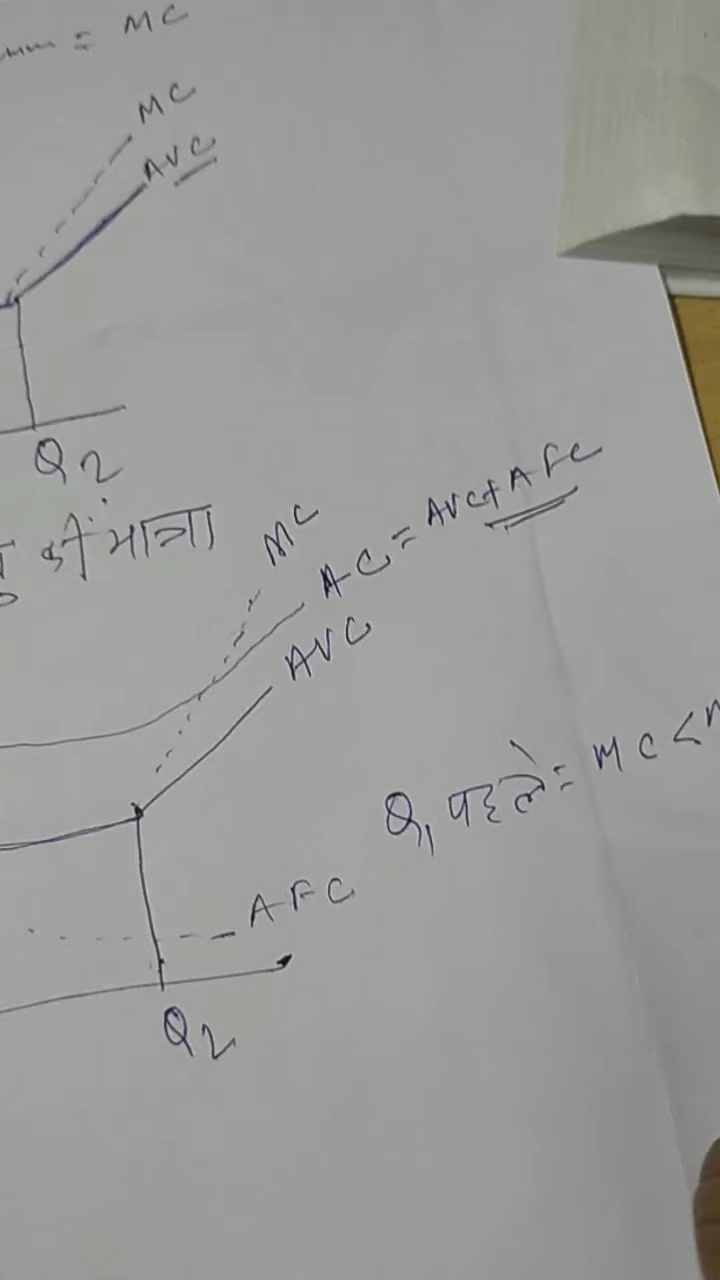 = MC
MC
AVC
Q2
की मात्रा
MC
AC = AVC + AFC
AVC
Q1 पहले = MC <
AFC
Q2